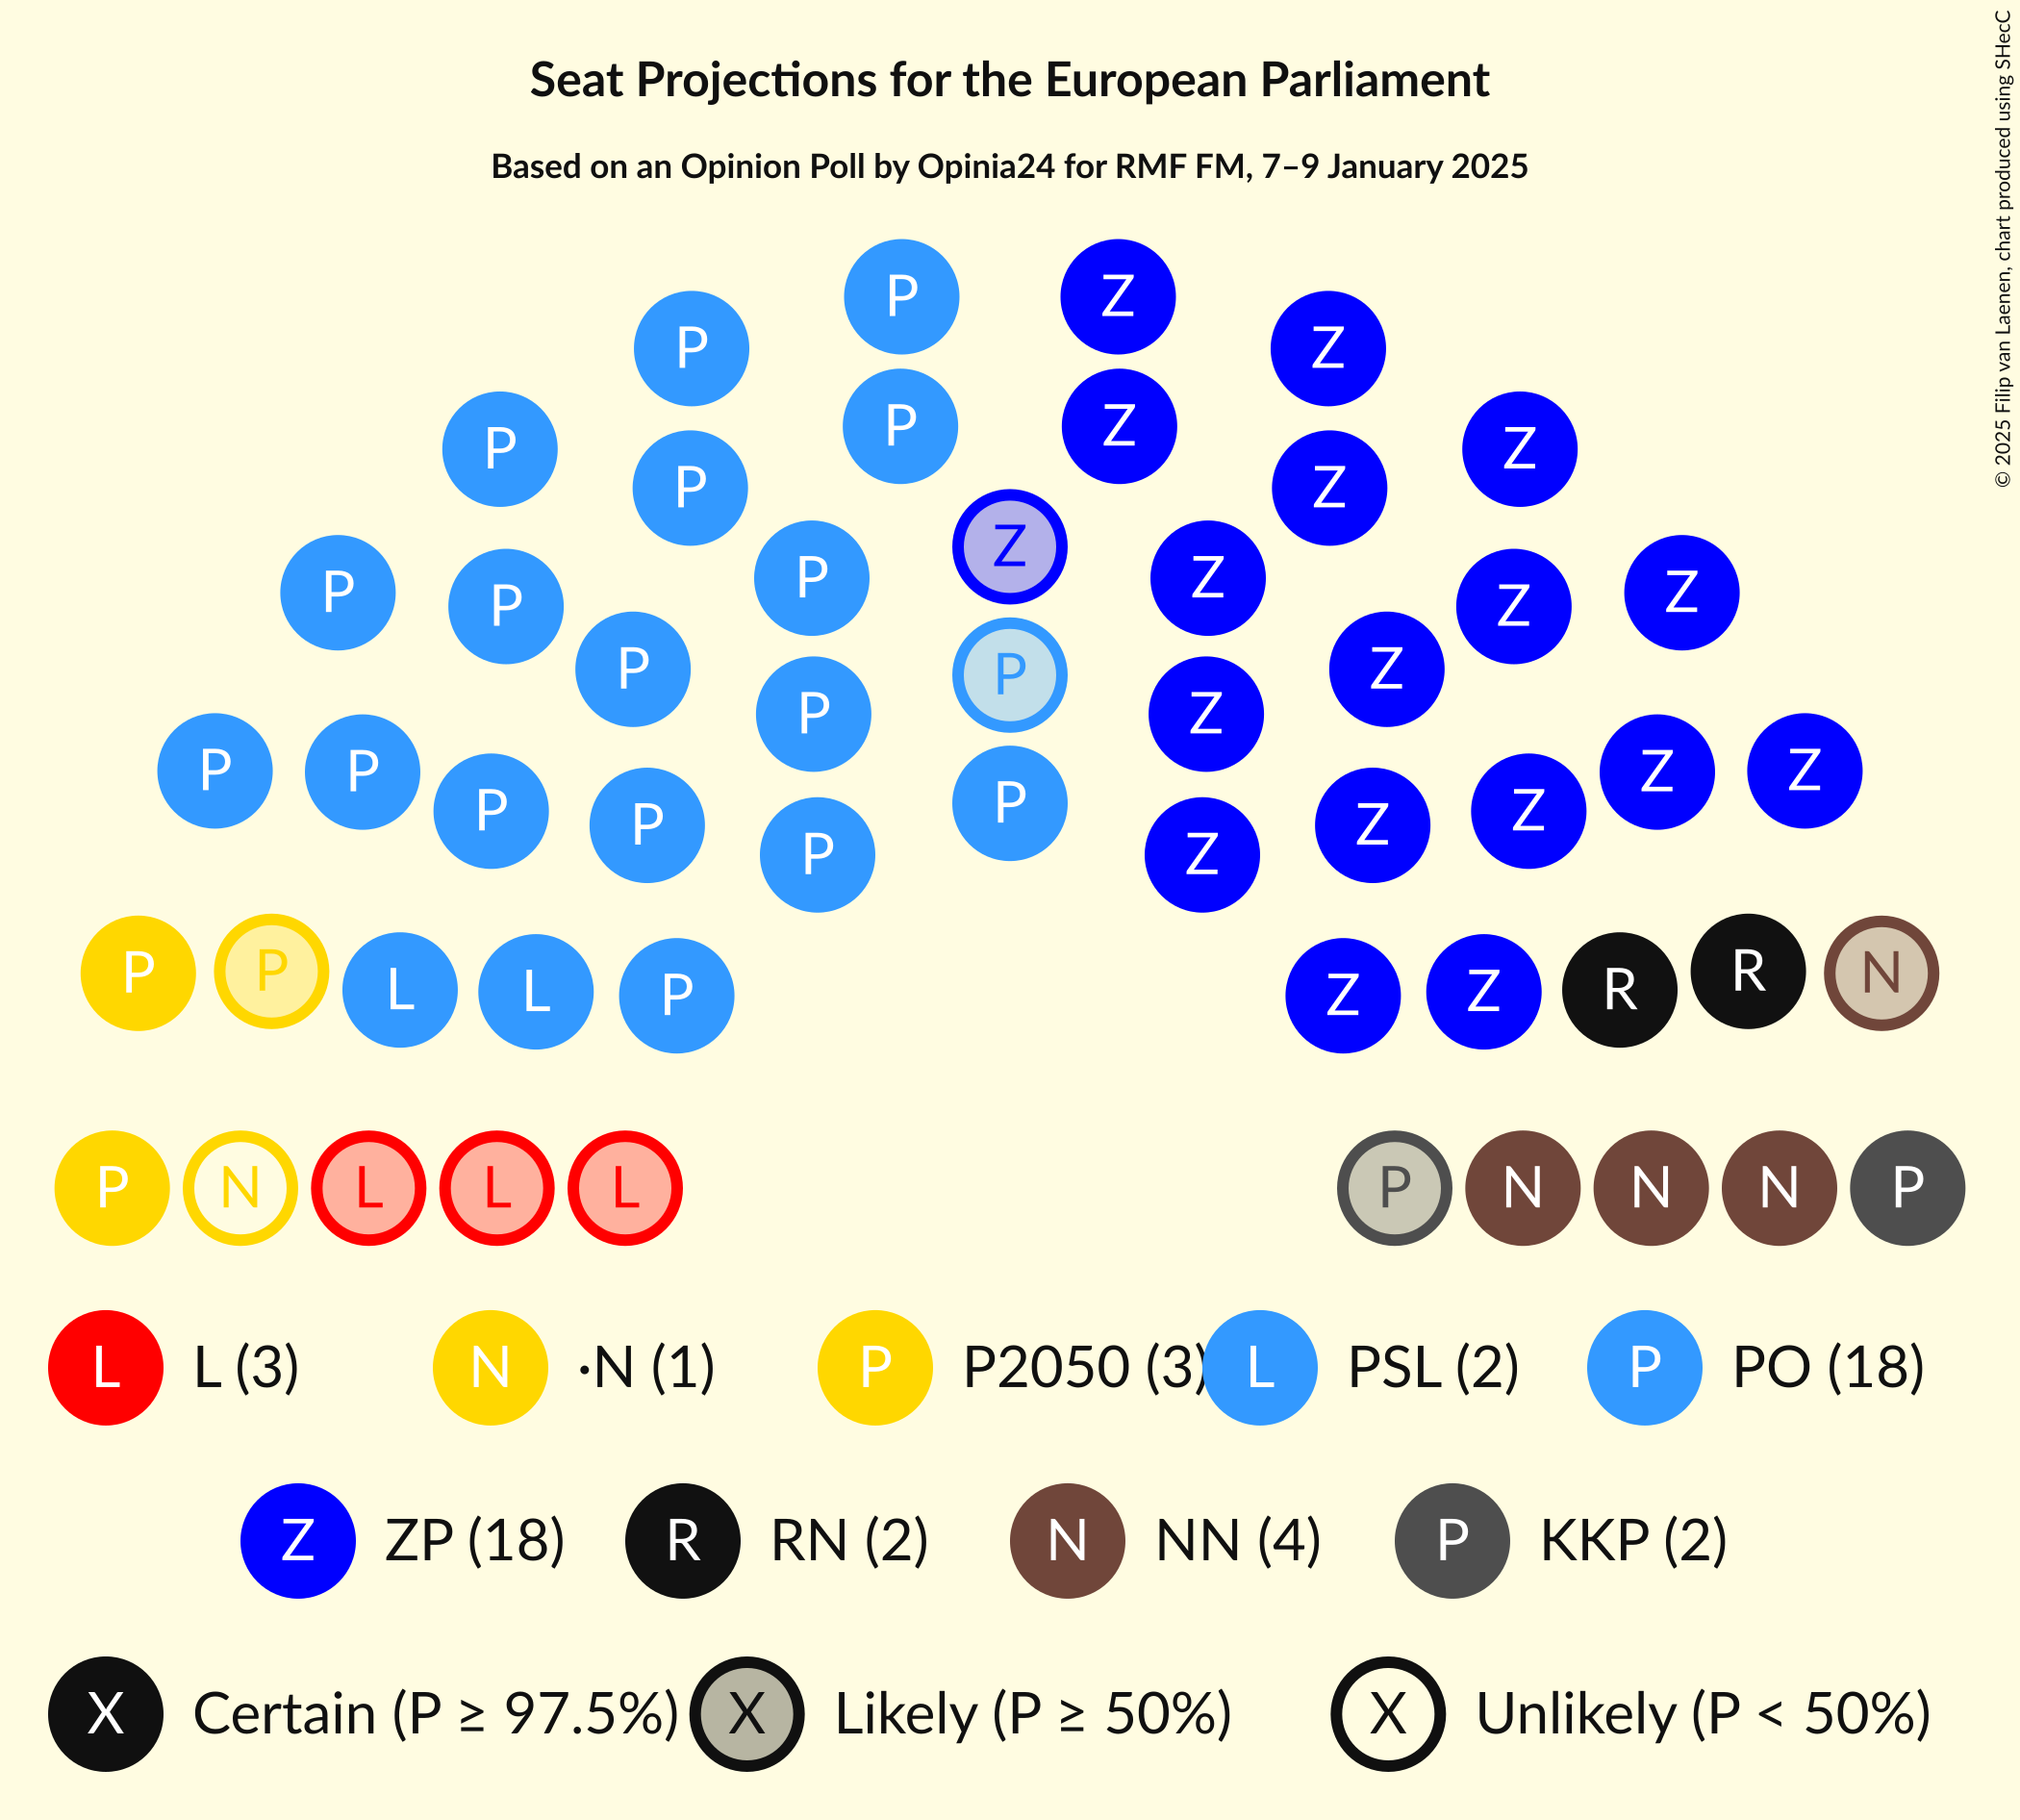 Seat Projections for the European Parliament
Based on an Opinion Poll by Opinia24 for RMF FM, 7–9 January 2025
© 2025 Filip van Laenen, chart produced using SHecC
P Z
P Z
P Z
P Z
P Z
P Z
Z
P Z
P Z
P Z
P Z
P
P Z
P Z
P Z
P
P Z
P Z
P Z
P P L L P Z Z R R N
P N L L L P N N N P
L L (3) N ·N (1) P P2050 (3) L PSL (2) P PO (18)
Z ZP (18) R RN (2) N NN (4) P KKP (2)
X Certain (P ≥ 97.5%) X Likely (P ≥ 50%) X Unlikely (P < 50%)